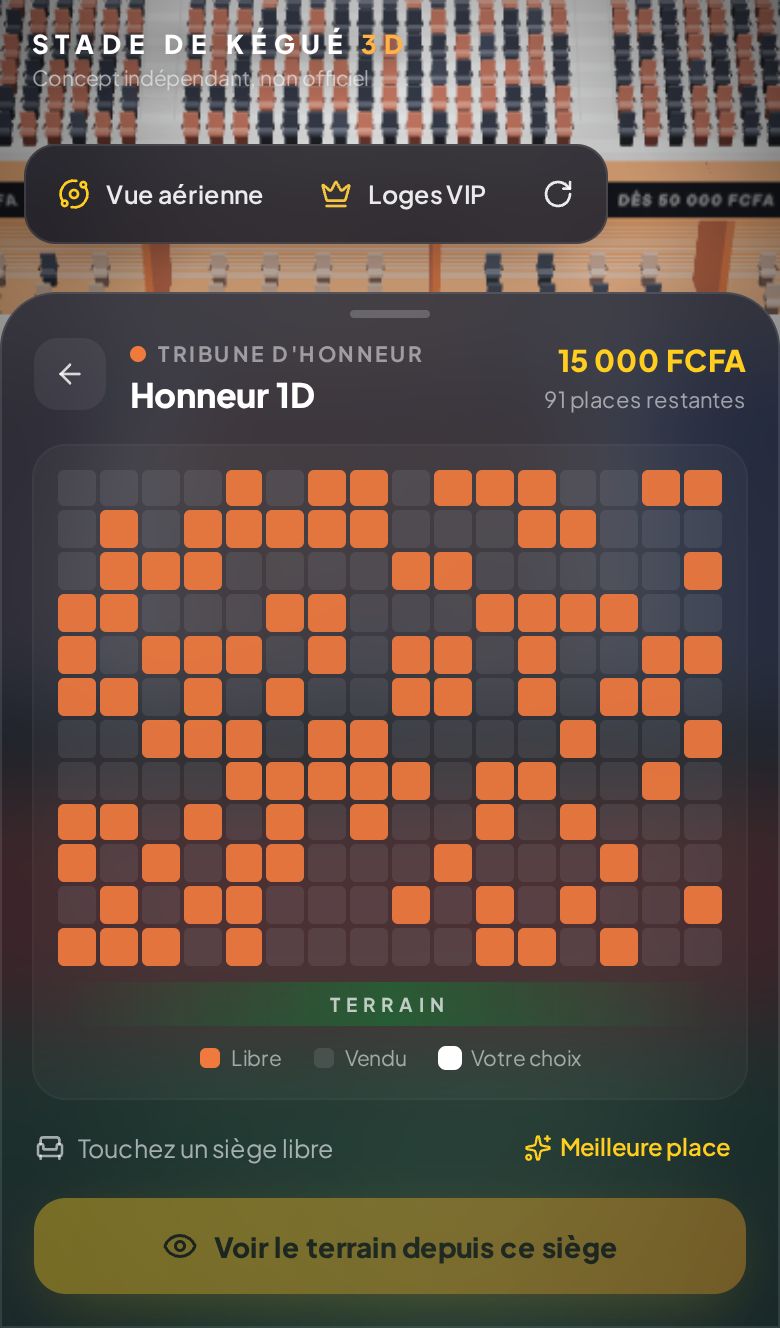 STADE DE KÉGUÉ 3D
Concept indépendant, non officiel
Vue aérienne
Loges VIP
FA
DÈS 50 000 FCFA
TRIBUNE D'HONNEUR
Honneur 1D
15 000 FCFA
91 places restantes
TERRAIN
Libre
Vendu
Votre choix
Touchez un siège libre
Meilleure place
Voir le terrain depuis ce siège